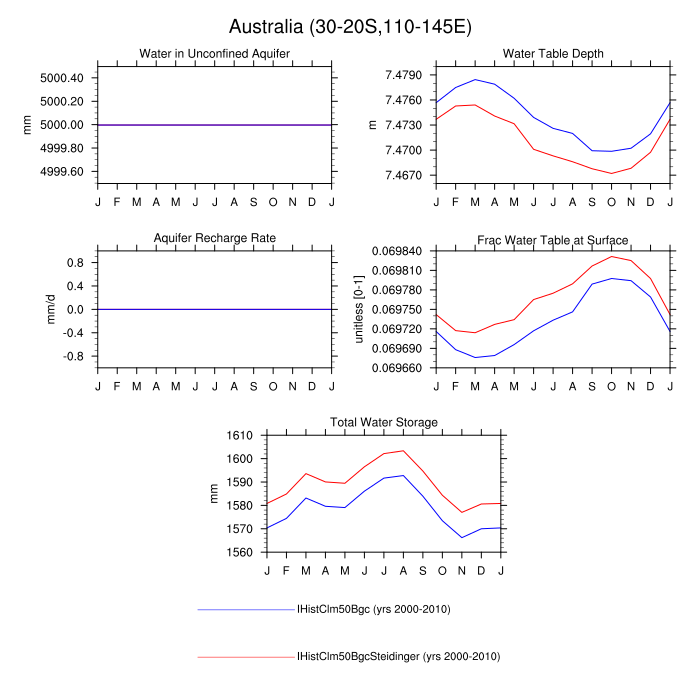 Australia (30-20S,110-145E)
Water in Unconfined Aquifer
Water Table Depth
5000.40
5000.20
5000.00
4999.80
4999.60
mm
J F M A M J J A S O N D J
7.4790
7.4760
7.4730
7.4700
7.4670
m
J F M A M J J A S O N D J
Aquifer Recharge Rate
Frac Water Table at Surface
0.8
0.4
0.0
-0.4
-0.8
mm/d
J F M A M J J A S O N D J
0.069840
0.069810
0.069780
0.069750
0.069720
0.069690
0.069660
unitless [0-1]
J F M A M J J A S O N D J
Total Water Storage
1610
1600
1590
1580
1570
1560
mm
J F M A M J J A S O N D J
IHistClm50Bgc (yrs 2000-2010)
IHistClm50BgcSteidinger (yrs 2000-2010)